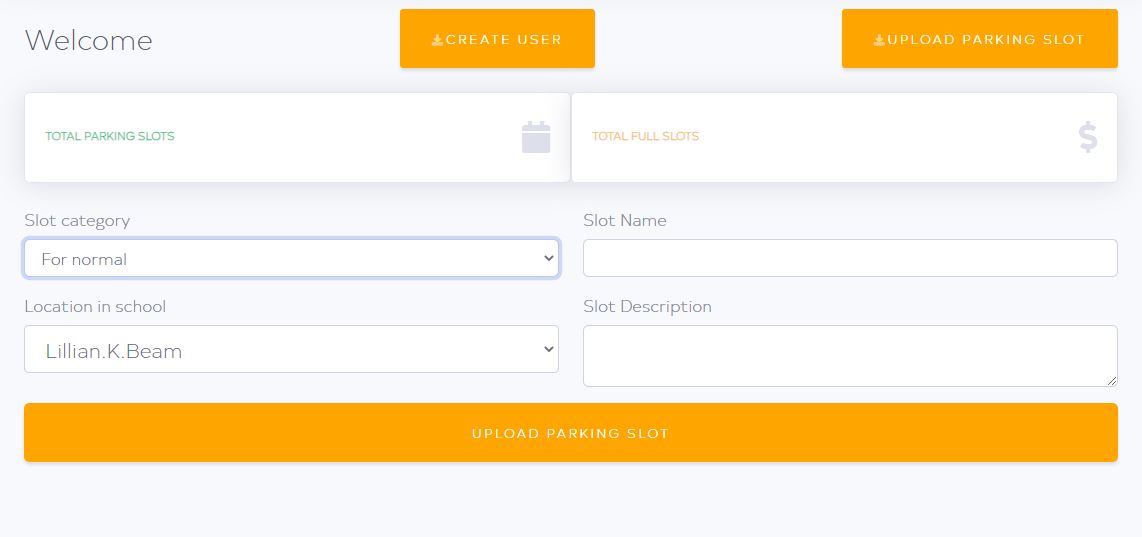 Welcome
CREATE USER
UPLOAD PARKING SLOT
TOTAL PARKING SLOTS
TOTAL FULL SLOTS
Slot category
Slot Name
For normal
Location in school
Slot Description
Lillian.K.Beam
UPLOAD PARKING SLOT